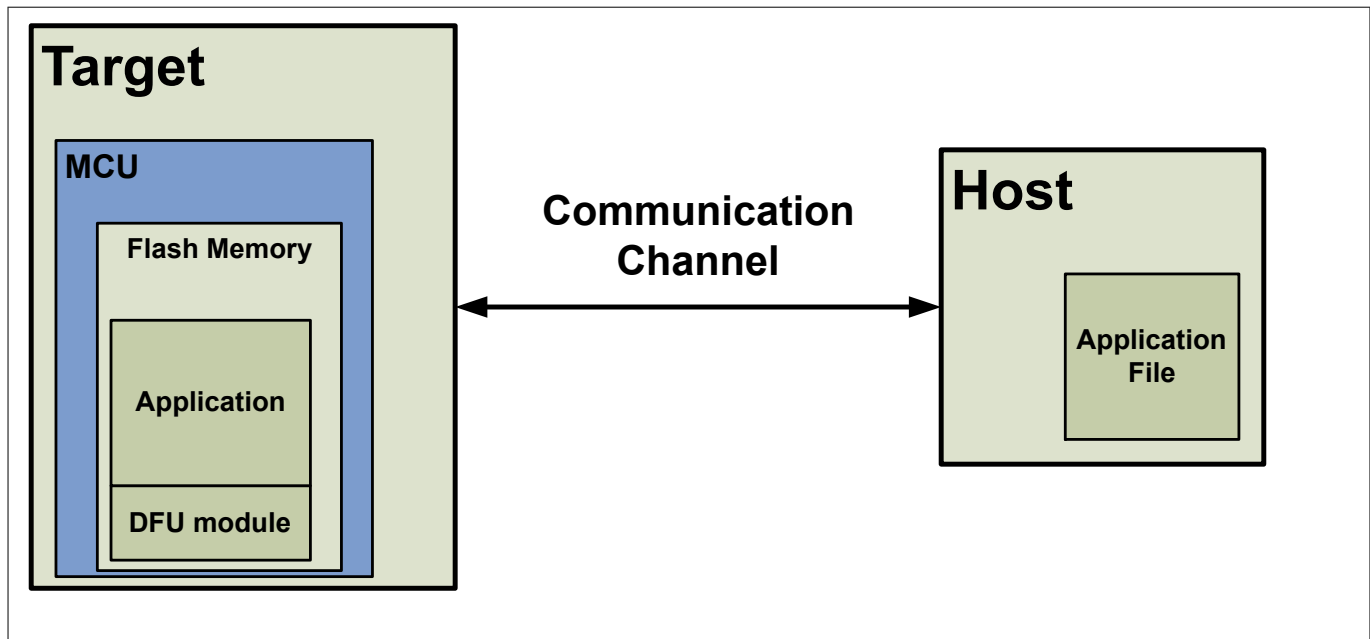 Target
MCU
Flash Memory
Application
DFU module
Communication
Channel
Host
Application
File